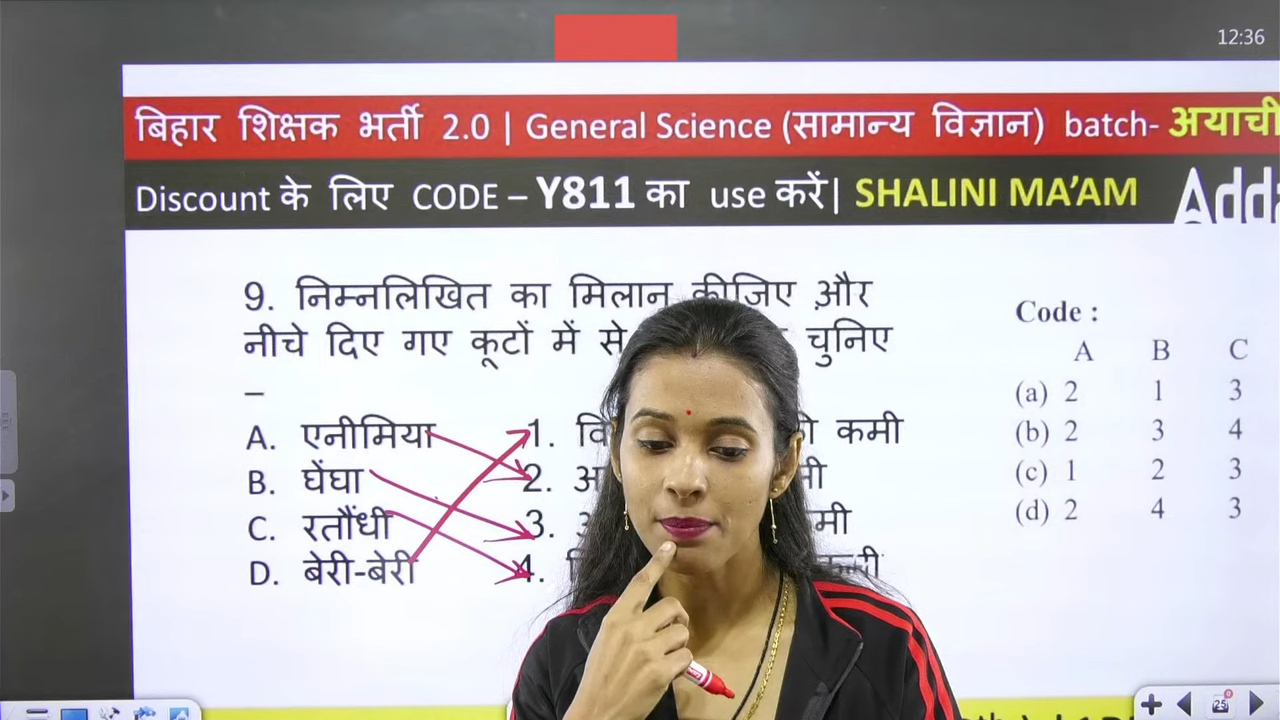 12:36
बिहार शिक्षक भर्ती 2.0 | General Science (सामान्य विज्ञान) batch- अयाची
Discount के लिए CODE – Y811 का use करें| SHALINI MA'AM
Adda
9. निम्नलिखित का मिलान कीजिए और
नीचे दिए गए कूटों में से चुनिए
–
A. एनीमिया 1. कमी
B. घेंघा 2.
C. रतौंधी 3.
D. बेरी-बेरी 4.
Code :
A B C
(a) 2 1 3
(b) 2 3 4
(c) 1 2 3
(d) 2 4 3
25